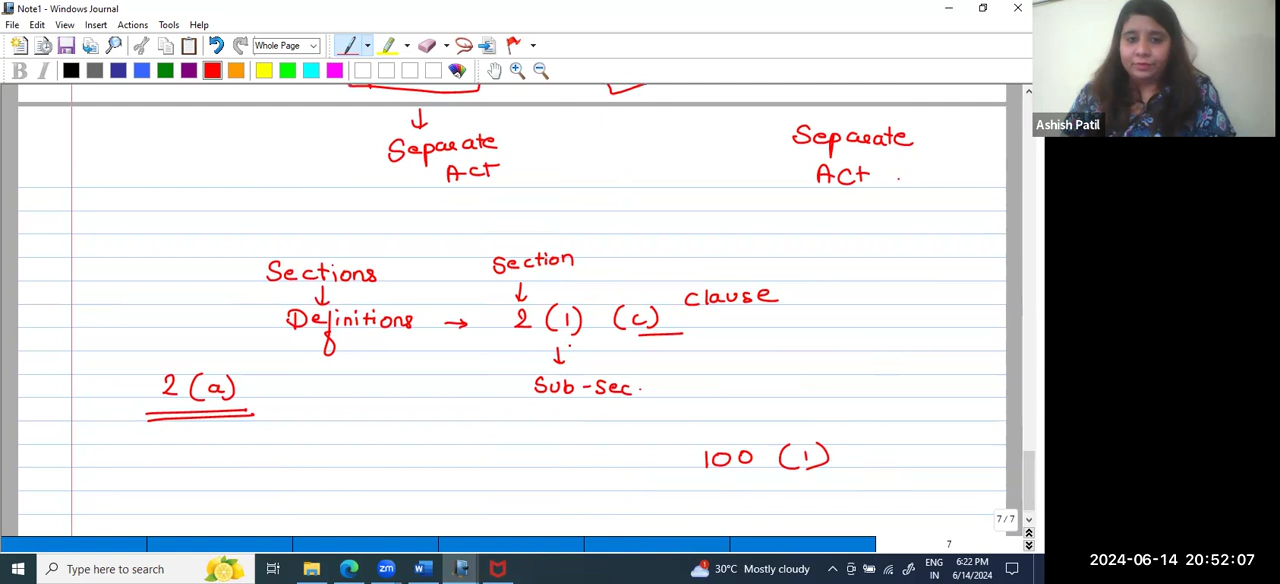 Note1 - Windows Journal
File Edit View Insert Actions Tools Help
Whole Page
B I
Ashish Patil
Separate
Act
Separate
Act .
Sections
Section
Definitions → 2 (1) (c) Clause
Sub-sec.
2 (a)
100 (1)
7 / 7
7
Type here to search
zm
30°C Mostly cloudy
ENG
IN
6:22 PM
6/14/2024
2024-06-14 20:52:07